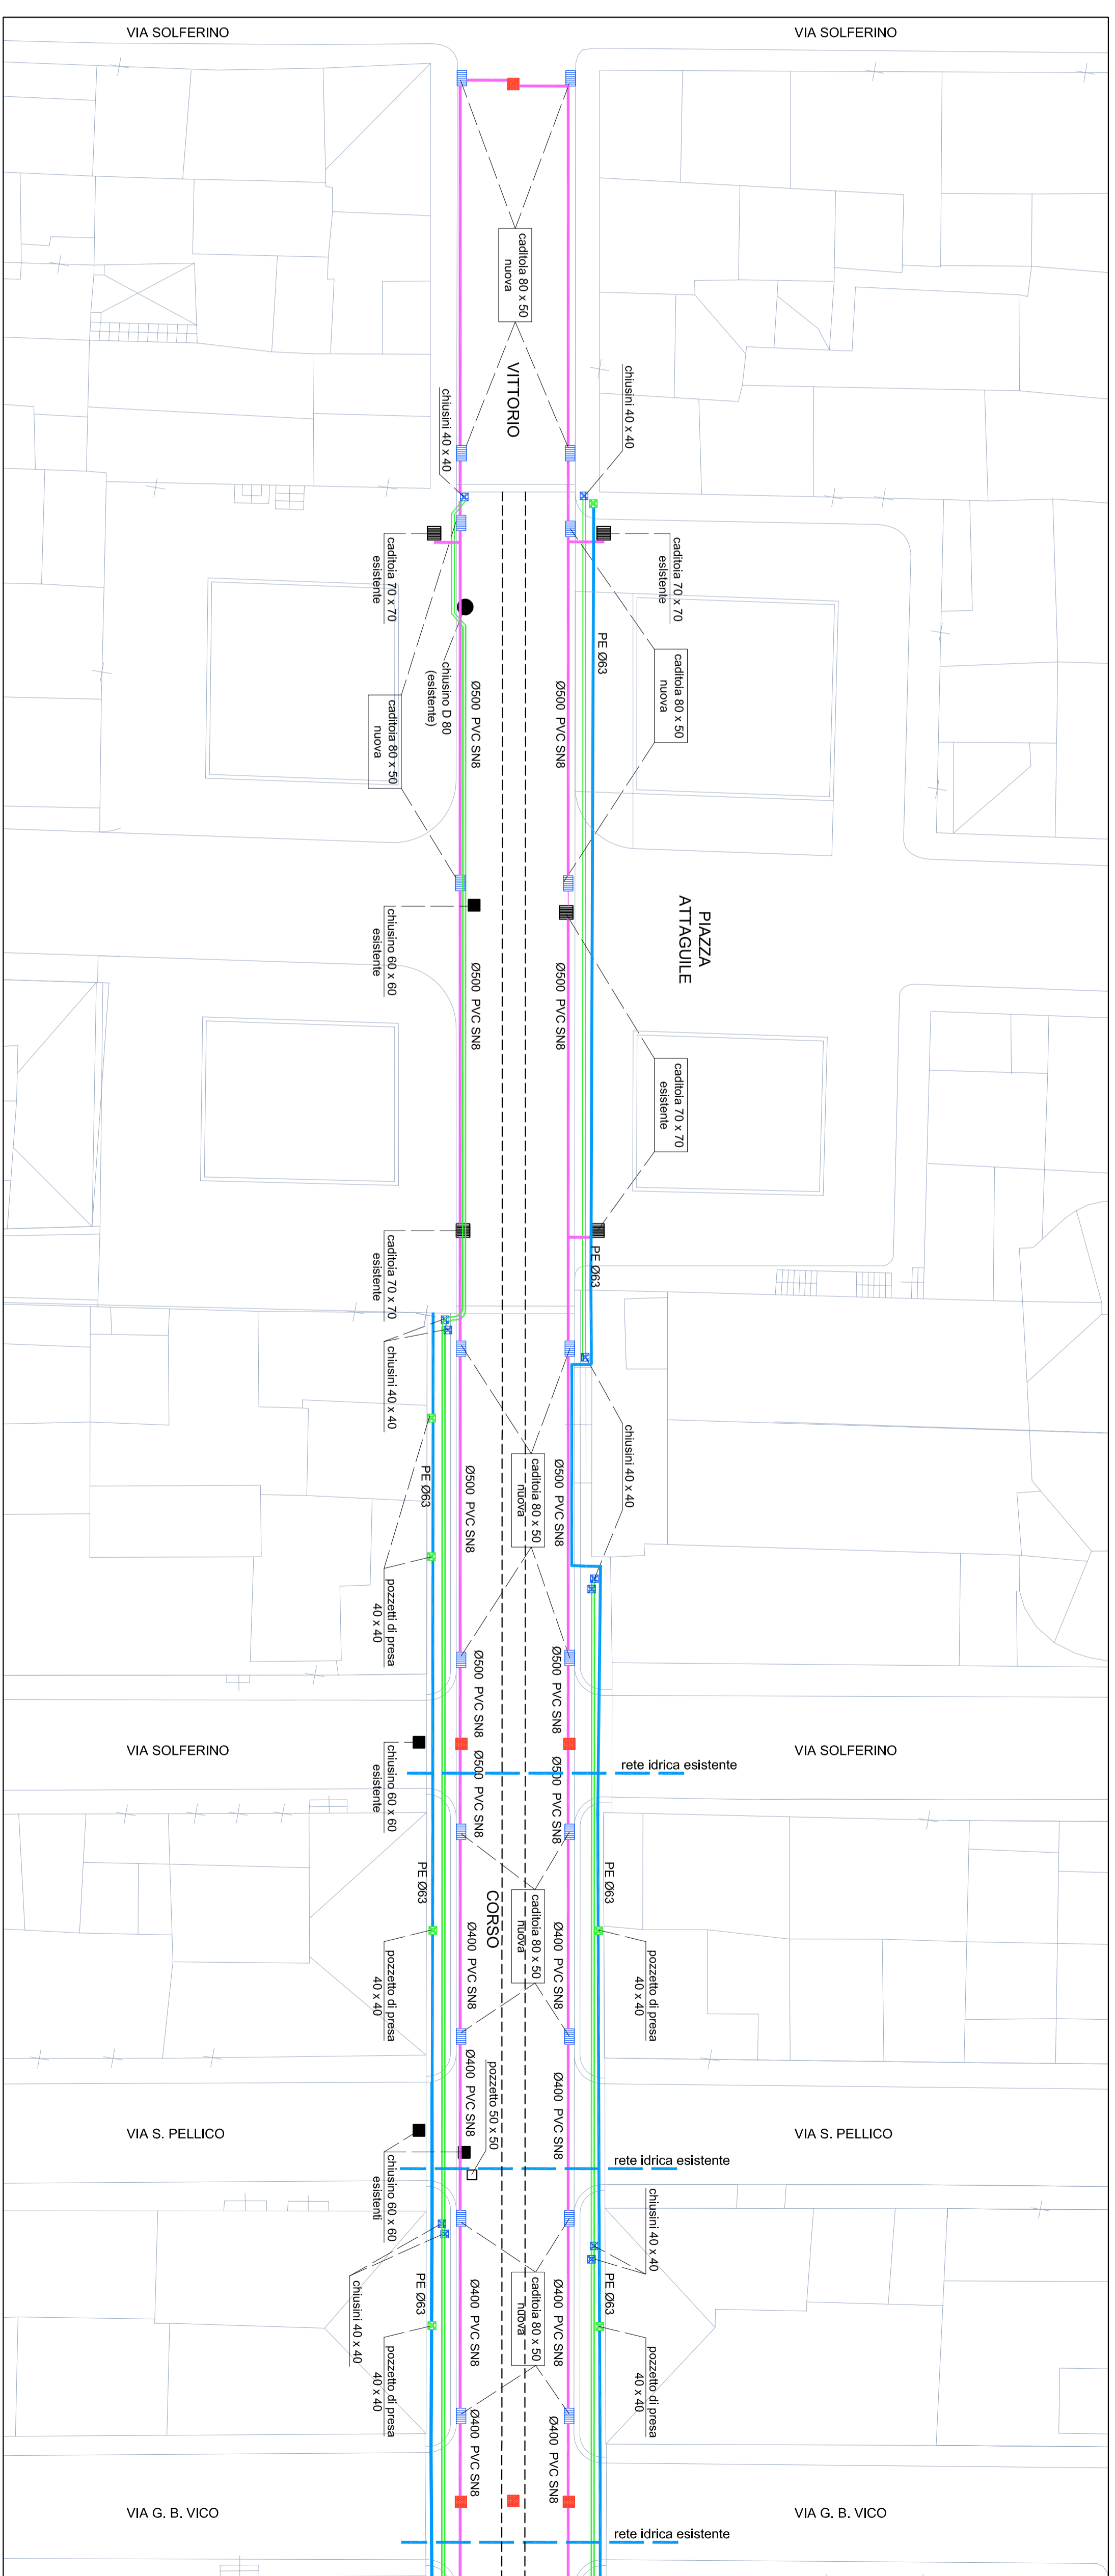 VIA SOLFERINO
VIA SOLFERINO
caditoia 80 x 50
nuova
VITTORIO
chiusini 40 x 40
chiusini 40 x 40
caditoia 70 x 70
esistente
caditoia 70 x 70
esistente
PE Ø63
caditoia 80 x 50
nuova
chiusino D 80
(esistente)
Ø500 PVC SN8
Ø500 PVC SN8
caditoia 80 x 50
nuova
PIAZZA
ATTAGUILE
chiusino 60 x 60
esistente
Ø500 PVC SN8
Ø500 PVC SN8
caditoia 70 x 70
esistente
caditoia 70 x 70
esistente
PE Ø63
chiusini 40 x 40
chiusini 40 x 40
PE Ø63
Ø500 PVC SN8
caditoia 80 x 50
nuova
Ø500 PVC SN8
pozzetti di presa
40 x 40
Ø500 PVC SN8
Ø500 PVC SN8
VIA SOLFERINO
VIA SOLFERINO
chiusino 60 x 60
esistente
Ø500 PVC SN8
Ø500 PVC SN8
rete idrica esistente
PE Ø63
CORSO
caditoia 80 x 50
nuova
PE Ø63
Ø400 PVC SN8
Ø400 PVC SN8
pozzetto di presa
40 x 40
pozzetto di presa
40 x 40
Ø400 PVC SN8
pozzetto 50 x 50
Ø400 PVC SN8
VIA S. PELLICO
VIA S. PELLICO
chiusino 60 x 60
esistenti
rete idrica esistente
chiusini 40 x 40
chiusini 40 x 40
PE Ø63
Ø400 PVC SN8
caditoia 80 x 50
nuova
Ø400 PVC SN8
PE Ø63
pozzetto di presa
40 x 40
pozzetto di presa
40 x 40
Ø400 PVC SN8
Ø400 PVC SN8
VIA G. B. VICO
VIA G. B. VICO
rete idrica esistente